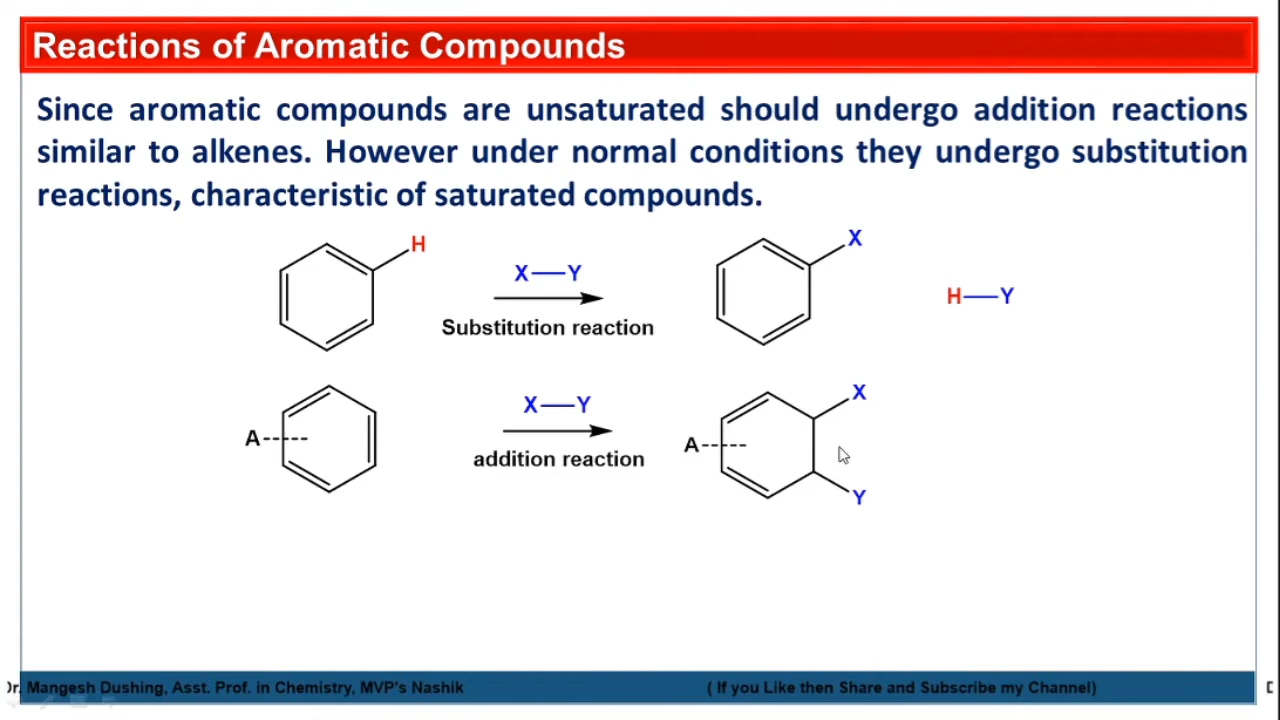 Reactions of Aromatic Compounds
Since aromatic compounds are unsaturated should undergo addition reactions
similar to alkenes. However under normal conditions they undergo substitution
reactions, characteristic of saturated compounds.
H
X—Y
Substitution reaction
X
H—Y
A
X—Y
addition reaction
A
X
Y
Dr. Mangesh Dushing, Asst. Prof. in Chemistry, MVP's Nashik
( If you Like then Share and Subscribe my Channel)